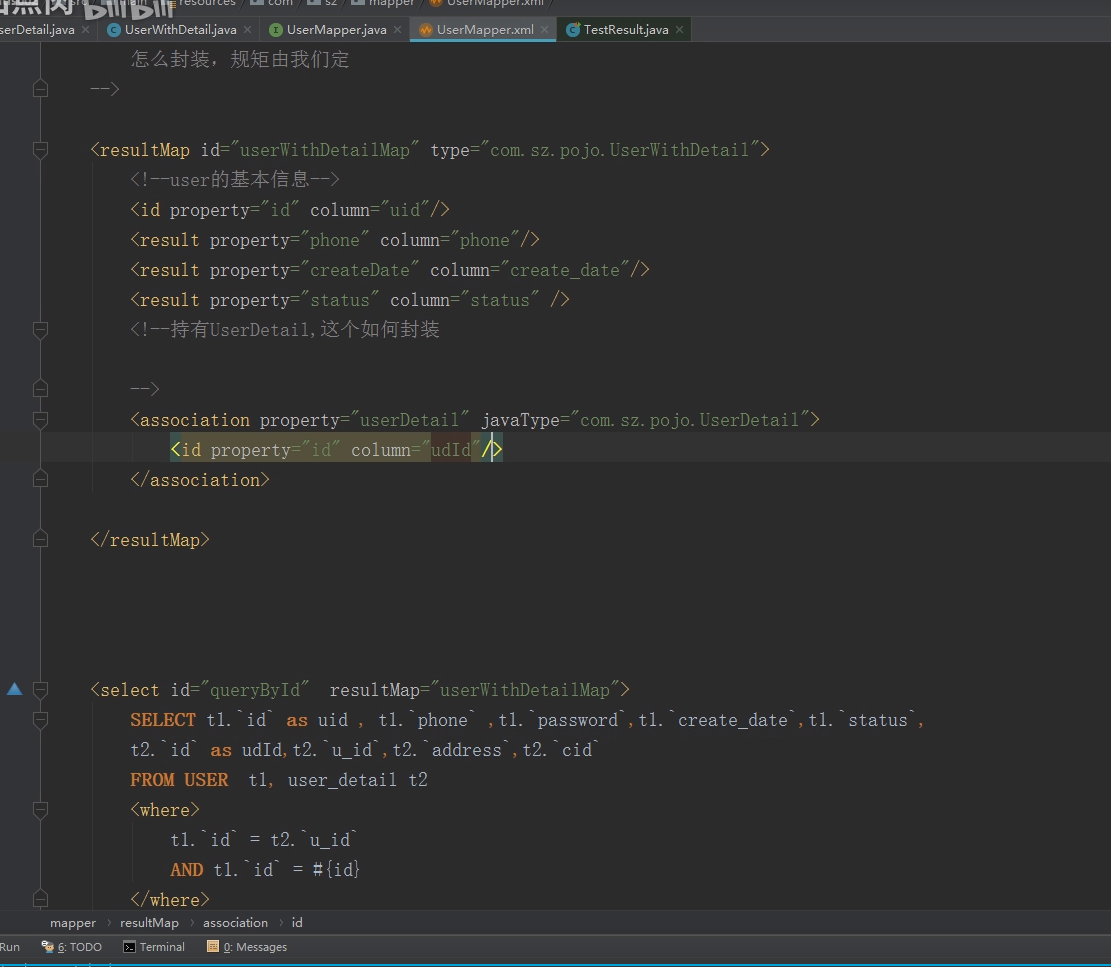 resources com sz mapper UserMapper.xml
serDetail.java UserWithDetail.java UserMapper.java UserMapper.xml TestResult.java
怎么封装，规矩由我们定
-->
<resultMap id="userWithDetailMap" type="com.sz.pojo.UserWithDetail">
<!--user的基本信息-->
<id property="id" column="uid"/>
<result property="phone" column="phone"/>
<result property="createDate" column="create_date"/>
<result property="status" column="status" />
<!--持有UserDetail,这个如何封装
-->
<association property="userDetail" javaType="com.sz.pojo.UserDetail">
<id property="id" column="udId"/>
</association>
</resultMap>
<select id="queryById" resultMap="userWithDetailMap">
SELECT t1.`id` as uid , t1.`phone` ,t1.`password`,t1.`create_date`,t1.`status`,
t2.`id` as udId,t2.`u_id`,t2.`address`,t2.`cid`
FROM USER t1, user_detail t2
<where>
t1.`id` = t2.`u_id`
AND t1.`id` = #{id}
</where>
mapper resultMap association id
Run 6: TODO Terminal 0: Messages